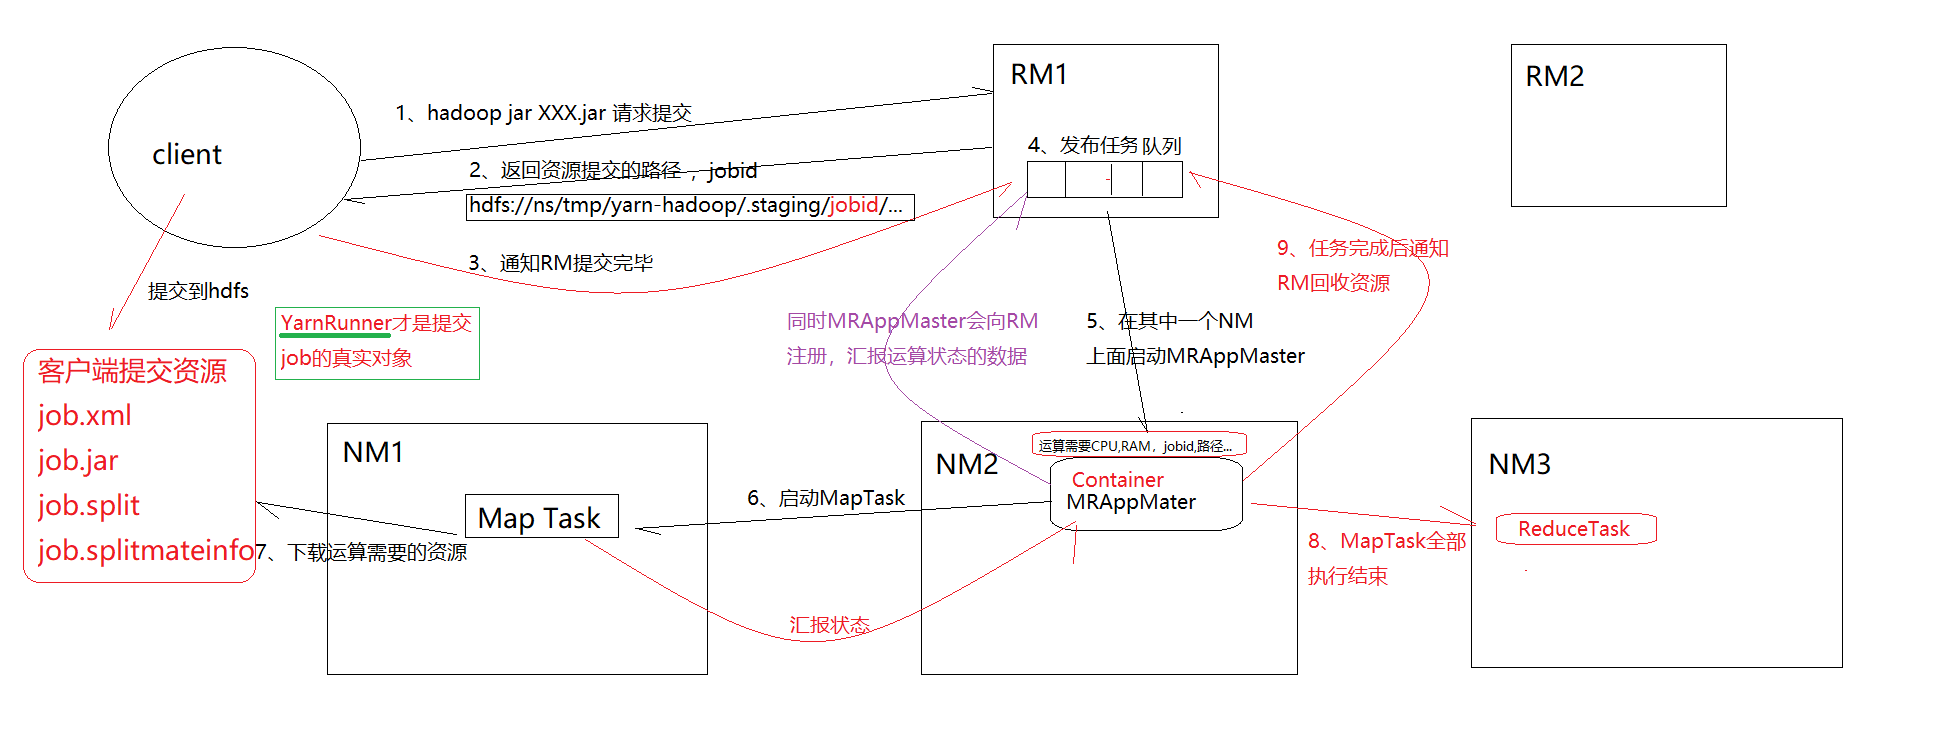 client
1、hadoop jar XXX.jar 请求提交
2、返回资源提交的路径 ，jobid
hdfs://ns/tmp/yarn-hadoop/.staging/jobid/...
3、通知RM提交完毕
RM1
4、发布任务 队列
RM2
提交到hdfs
YarnRunner才是提交
job的真实对象
同时MRAppMaster会向RM
注册，汇报运算状态的数据
5、在其中一个NM
上面启动MRAppMaster
9、任务完成后通知
RM回收资源
客户端提交资源
job.xml
job.jar
job.split
job.splitmateinfo
NM1
Map Task
7、下载运算需要的资源
6、启动MapTask
汇报状态
NM2
运算需要CPU,RAM，jobid,路径...
Container
MRAppMater
8、MapTask全部
执行结束
NM3
ReduceTask